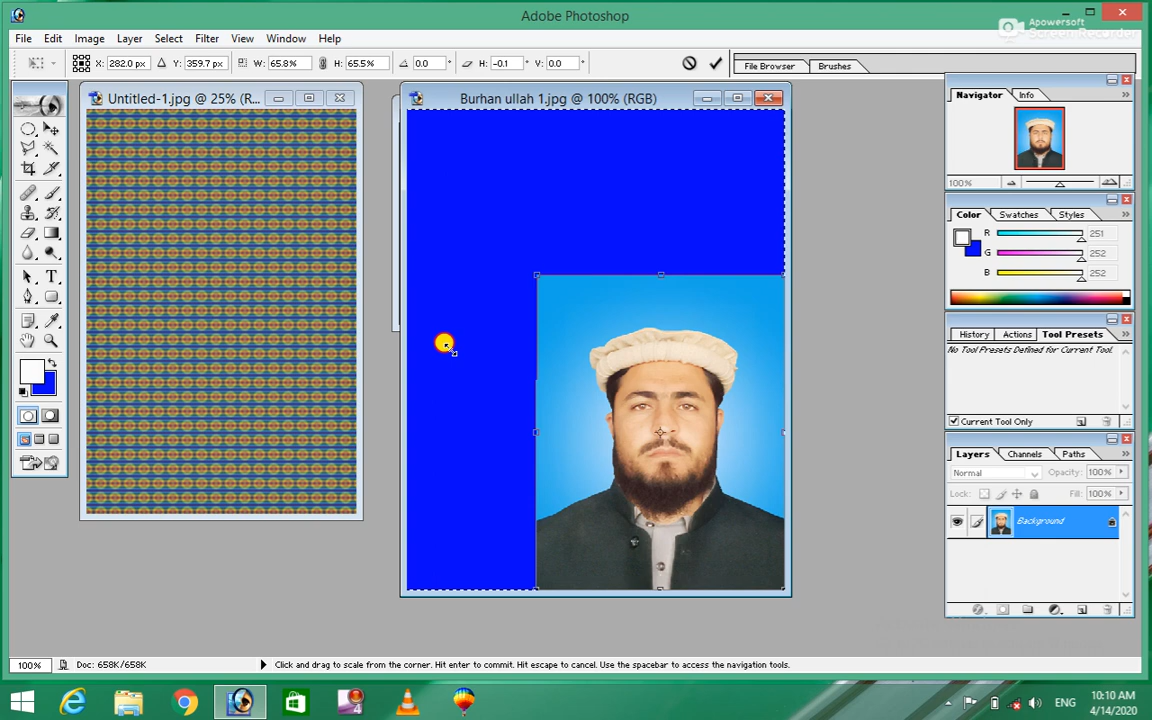 Adobe Photoshop
Apowersoft
Screen Recorder
File Edit Image Layer Select Filter View Window Help
X: 282.0 px Y: 359.7 px W: 65.8% H: 65.5% 0.0 ° H: -0.1 ° V: 0.0 °
File Browser Brushes
Untitled-1.jpg @ 25% (R...
Burhan ullah 1.jpg @ 100% (RGB)
Navigator Info
100%
Color Swatches Styles
R 251
G 252
B 252
History Actions Tool Presets
No Tool Presets Defined for Current Tool.
Current Tool Only
Layers Channels Paths
Normal Opacity: 100%
Lock: Fill: 100%
Background
100% Doc: 658K/658K Click and drag to scale from the corner. Hit enter to commit. Hit escape to cancel. Use the spacebar to access the navigation tools.
4
ENG
10:10 AM
4/14/2020